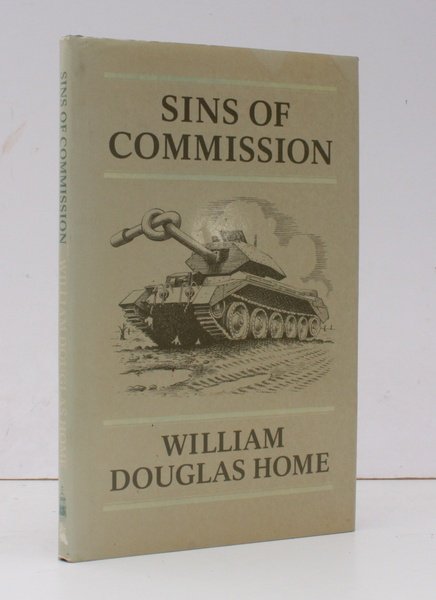 SINS OF
COMMISSION
WILLIAM
DOUGLAS HOME
SINS OF COMMISSION WILLIAM DOUGLAS HOME